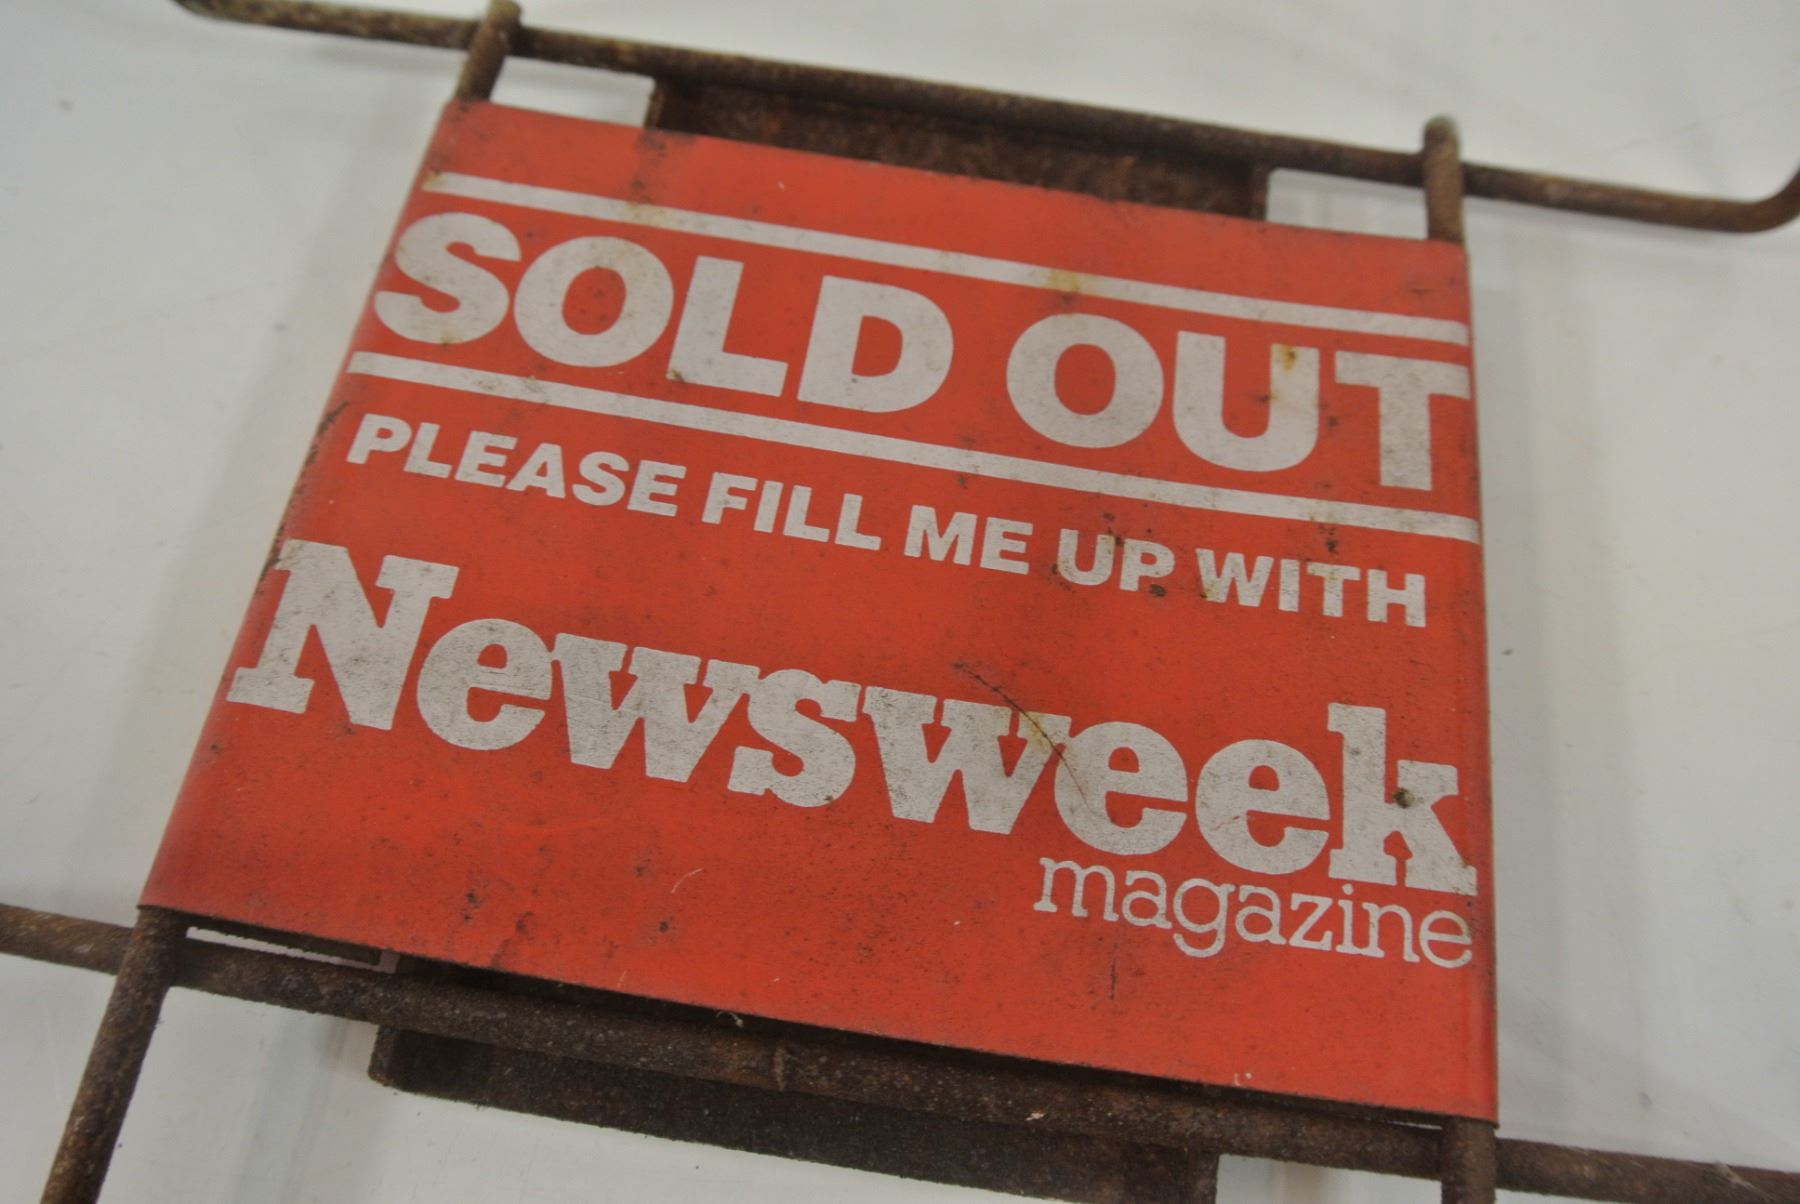 SOLD OUT
PLEASE FILL ME UP WITH
Newsweek
magazine